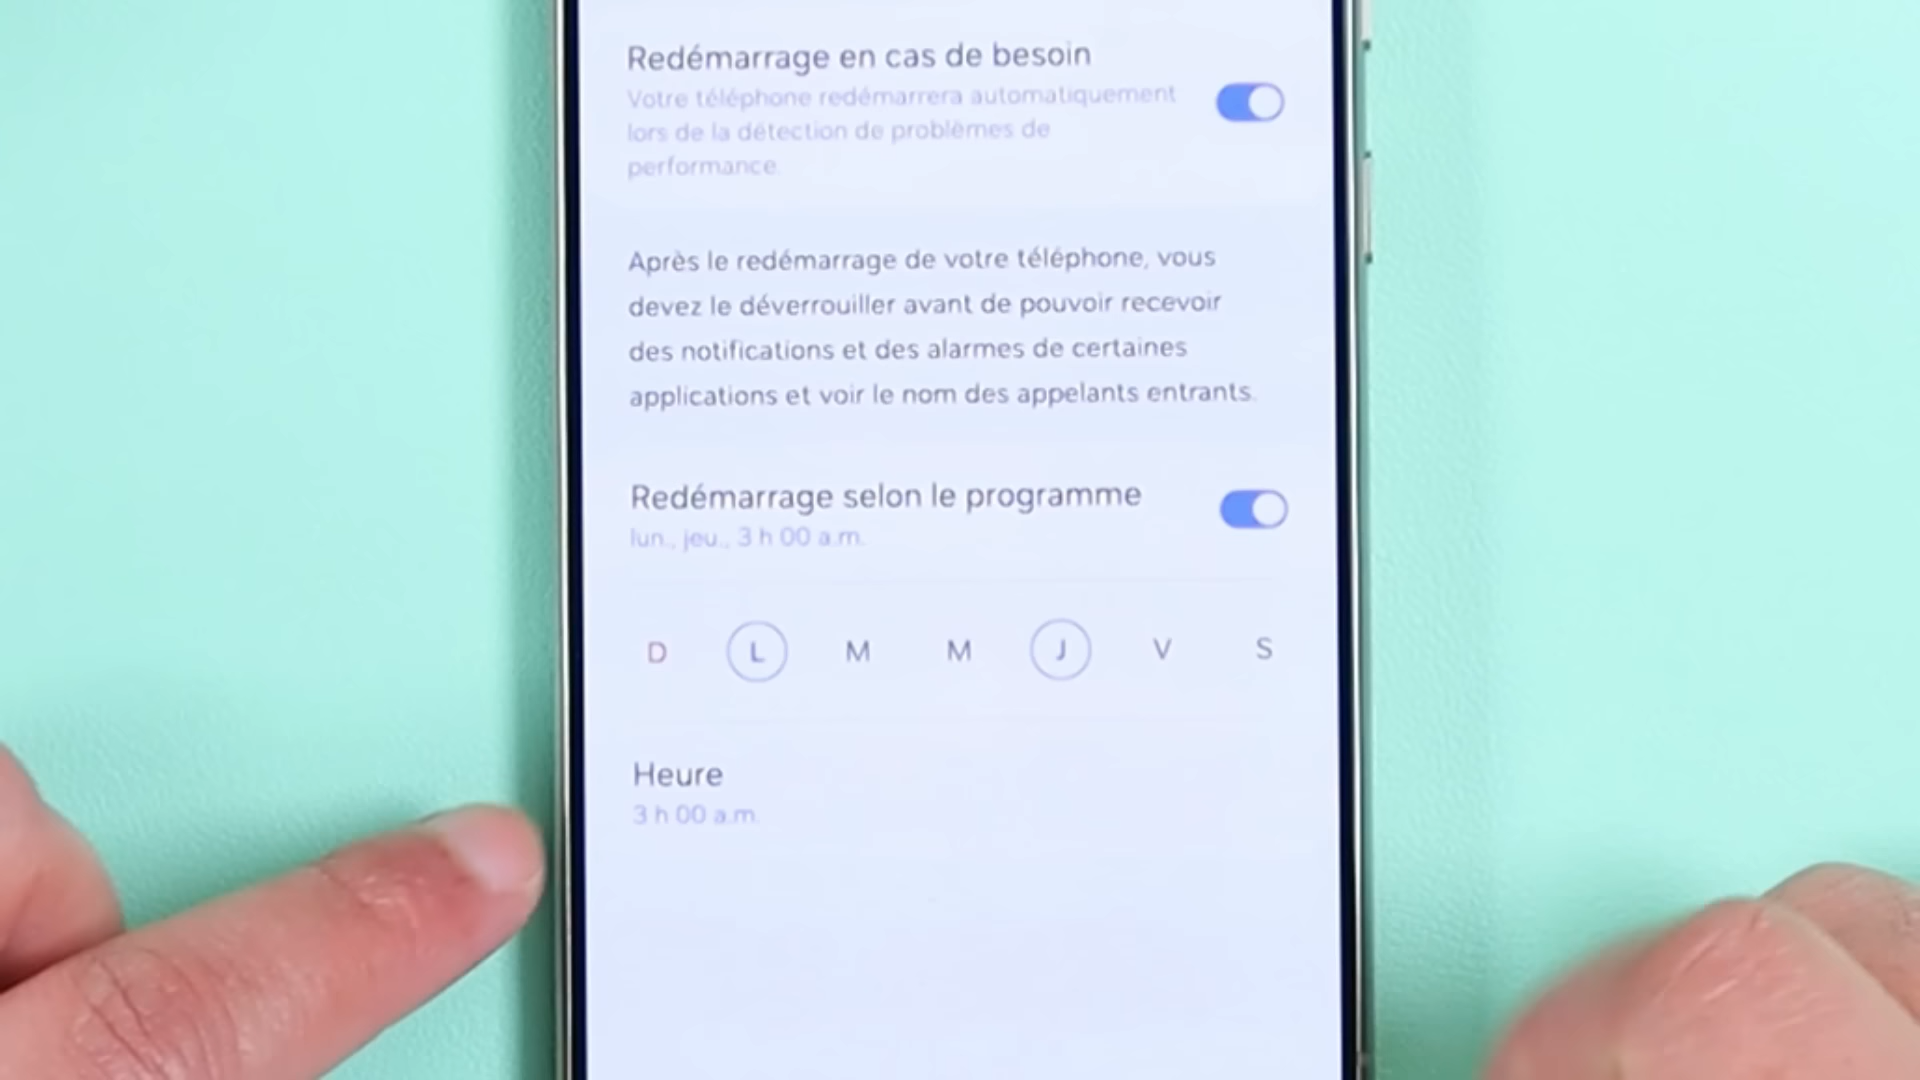 Redémarrage en cas de besoin
Votre téléphone redémarrera automatiquement
lors de la détection de problèmes de
performance.
Après le redémarrage de votre téléphone, vous
devez le déverrouiller avant de pouvoir recevoir
des notifications et des alarmes de certaines
applications et voir le nom des appelants entrants.
Redémarrage selon le programme
lun., jeu., 3 h 00 a.m.
D L M M J V S
Heure
3 h 00 a.m.